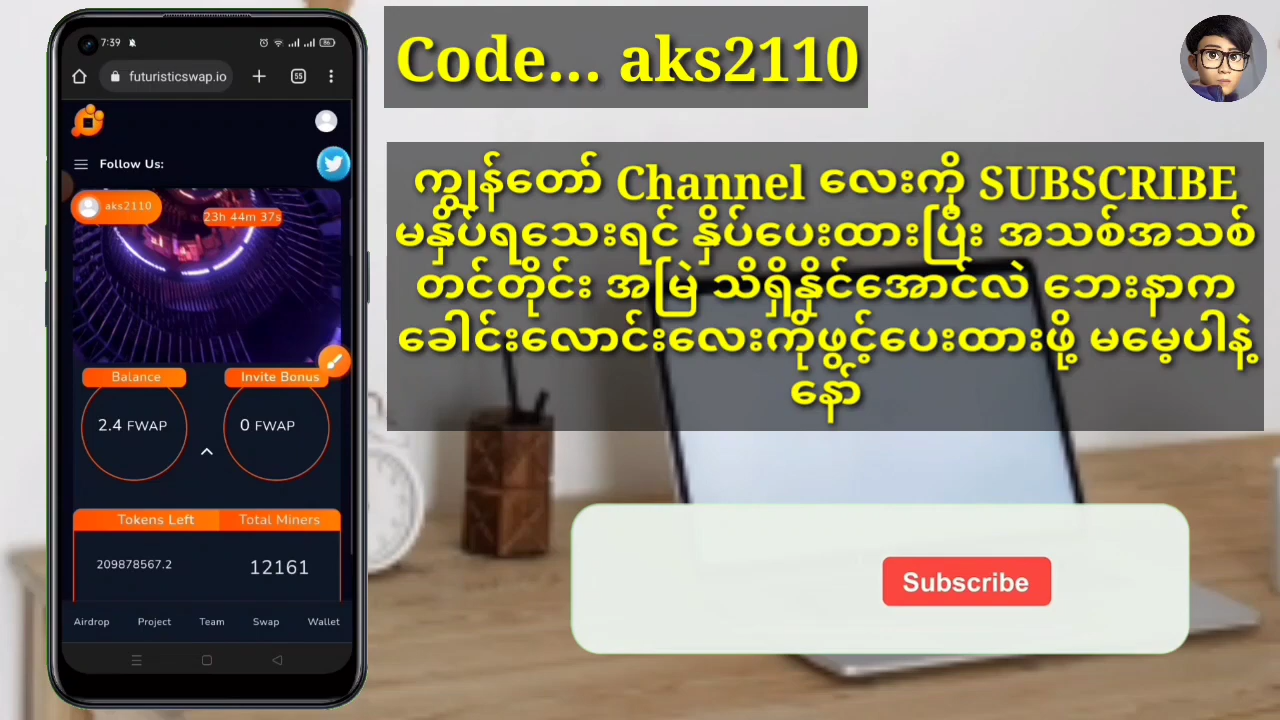 Code... aks2110
ကျွန်တော် Channel လေးကို SUBSCRIBE
မနှိပ်ရသေးရင် နှိပ်ပေးထားပြီး အသစ်အသစ်
တင်တိုင်း အမြဲ သိရှိနိုင်အောင်လဲ ဘေးနာက
ခေါင်းလောင်းလေးကိုဖွင့်ပေးထားဖို့ မမေ့ပါနဲ့
နော်
7:39
86
futuristicswap.io
55
Follow Us:
aks2110
23h 44m 37s
Balance Invite Bonus
2.4 FWAP 0 FWAP
Tokens Left Total Miners
209878567.2 12161
Airdrop Project Team Swap Wallet
Subscribe